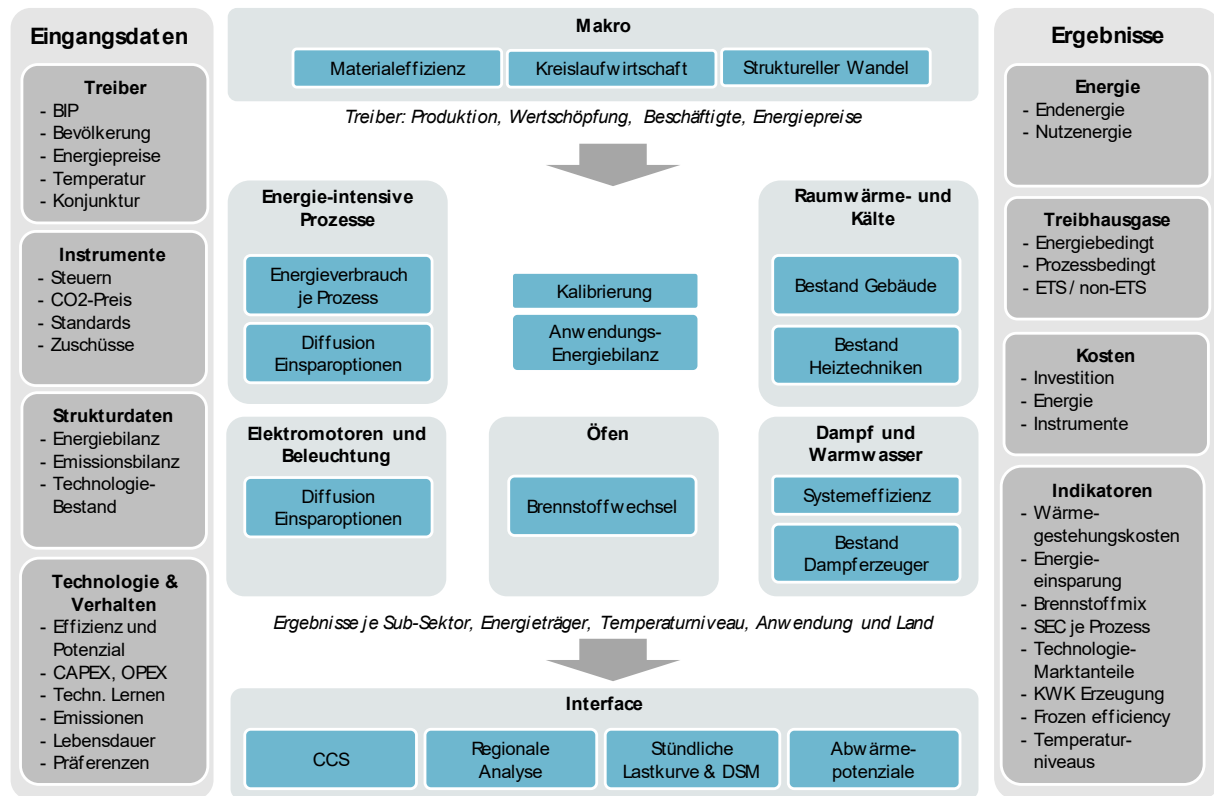 Eingangsdaten
Treiber
- BIP
- Bevölkerung
- Energiepreise
- Temperatur
- Konjunktur
Instrumente
- Steuern
- CO2-Preis
- Standards
- Zuschüsse
Strukturdaten
- Energiebilanz
- Emissionsbilanz
- Technologie-
Bestand
Technologie &
Verhalten
- Effizienz und
Potenzial
- CAPEX, OPEX
- Techn. Lernen
- Emissionen
- Lebensdauer
- Präferenzen
Makro
Materialeffizienz
Kreislaufwirtschaft
Struktureller Wandel
Treiber: Produktion, Wertschöpfung, Beschäftigte, Energiepreise
Energie-intensive
Prozesse
Energieverbrauch
je Prozess
Diffusion
Einsparoptionen
Kalibrierung
Anwendungs-
Energiebilanz
Raumwärme- und
Kälte
Bestand Gebäude
Bestand
Heiztechniken
Elektromotoren und
Beleuchtung
Diffusion
Einsparoptionen
Öfen
Brennstoffwechsel
Dampf und
Warmwasser
Systemeffizienz
Bestand
Dampferzeuger
Ergebnisse je Sub-Sektor, Energieträger, Temperaturniveau, Anwendung und Land
Interface
CCS
Regionale
Analyse
Stündliche
Lastkurve & DSM
Abwärme-
potenziale
Ergebnisse
Energie
- Endenergie
- Nutzenergie
Treibhausgase
- Energiebedingt
- Prozessbedingt
- ETS / non-ETS
Kosten
- Investition
- Energie
- Instrumente
Indikatoren
- Wärme-
gestehungskosten
- Energie-
einsparung
- Brennstoffmix
- SEC je Prozess
- Technologie-
Marktanteile
- KWK Erzeugung
- Frozen efficiency
- Temperatur-
niveaus